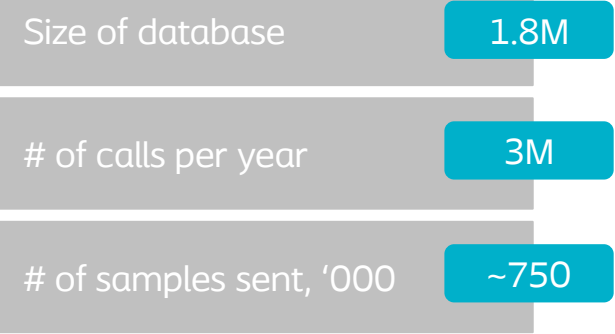 Size of database 1.8M
# of calls per year 3M
# of samples sent, ‘000 ~750